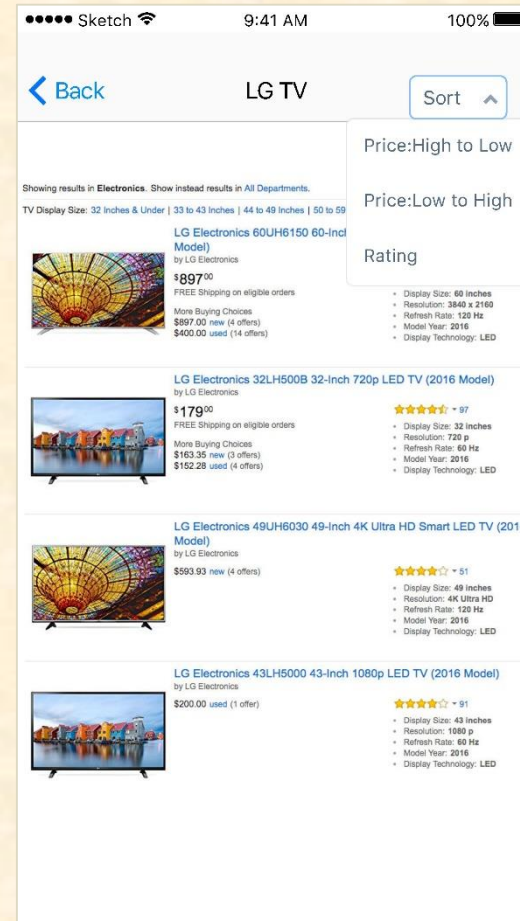 ●●●●● Sketch 9:41 AM 100%
Back LG TV Sort
Price:High to Low
Price:Low to High
Rating
Showing results in Electronics. Show instead results in All Departments.
TV Display Size: 32 Inches & Under | 33 to 43 Inches | 44 to 49 Inches | 50 to 59
LG Electronics 60UH6150 60-Inch
Model)
by LG Electronics
$897 00
FREE Shipping on eligible orders
More Buying Choices
$897.00 new (4 offers)
$400.00 used (14 offers)
Display Size: 60 inches
Resolution: 3840 x 2160
Refresh Rate: 120 Hz
Model Year: 2016
Display Technology: LED
LG Electronics 32LH500B 32-Inch 720p LED TV (2016 Model)
by LG Electronics
$179 00
FREE Shipping on eligible orders
More Buying Choices
$163.35 new (3 offers)
$152.28 used (4 offers)
97
Display Size: 32 inches
Resolution: 720 p
Refresh Rate: 60 Hz
Model Year: 2016
Display Technology: LED
LG Electronics 49UH6030 49-Inch 4K Ultra HD Smart LED TV (201
Model)
by LG Electronics
$593.93 new (4 offers)
51
Display Size: 49 inches
Resolution: 4K Ultra HD
Refresh Rate: 120 Hz
Model Year: 2016
Display Technology: LED
LG Electronics 43LH5000 43-Inch 1080p LED TV (2016 Model)
by LG Electronics
$200.00 used (1 offer)
91
Display Size: 43 inches
Resolution: 1080 p
Refresh Rate: 60 Hz
Model Year: 2016
Display Technology: LED